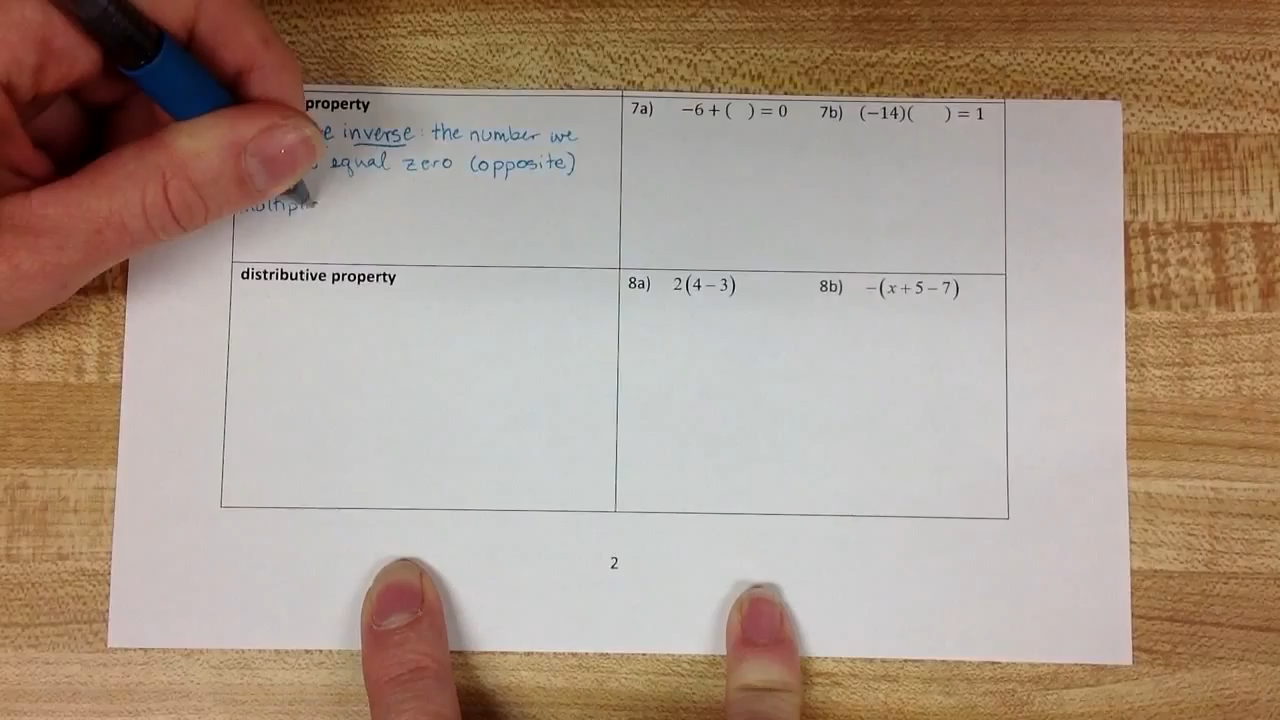 property
7a) −6 + ( ) = 0 7b) (−14)( ) = 1
inverse: the number we
equal zero (opposite)
distributive property
8a) 2(4 − 3) 8b) −(x + 5 − 7)
2